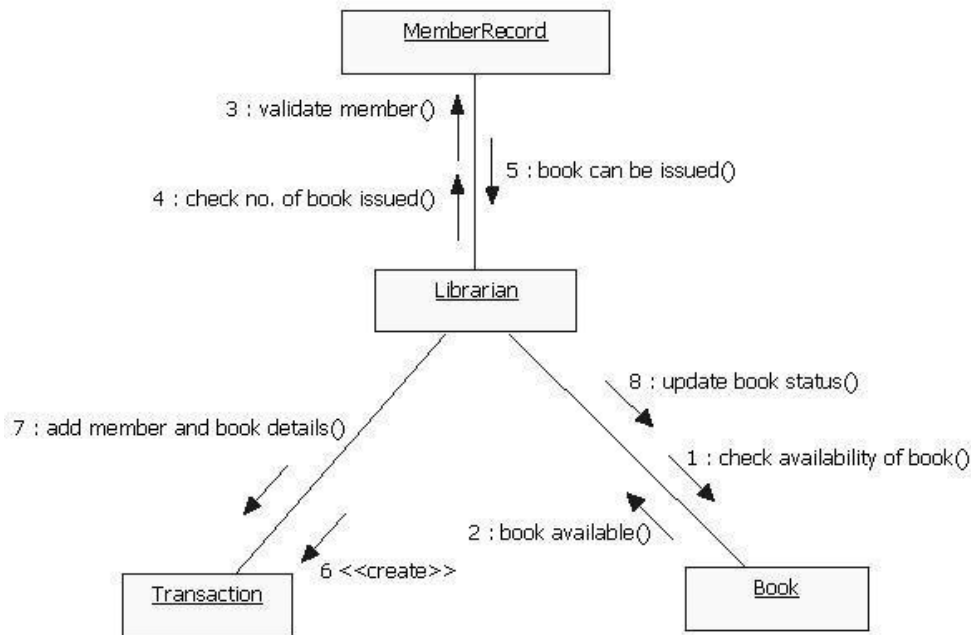 MemberRecord
3 : validate member()
5 : book can be issued()
4 : check no. of book issued()
Librarian
8 : update book status()
7 : add member and book details()
1 : check availability of book()
2 : book available()
6 <<create>>
Transaction
Book